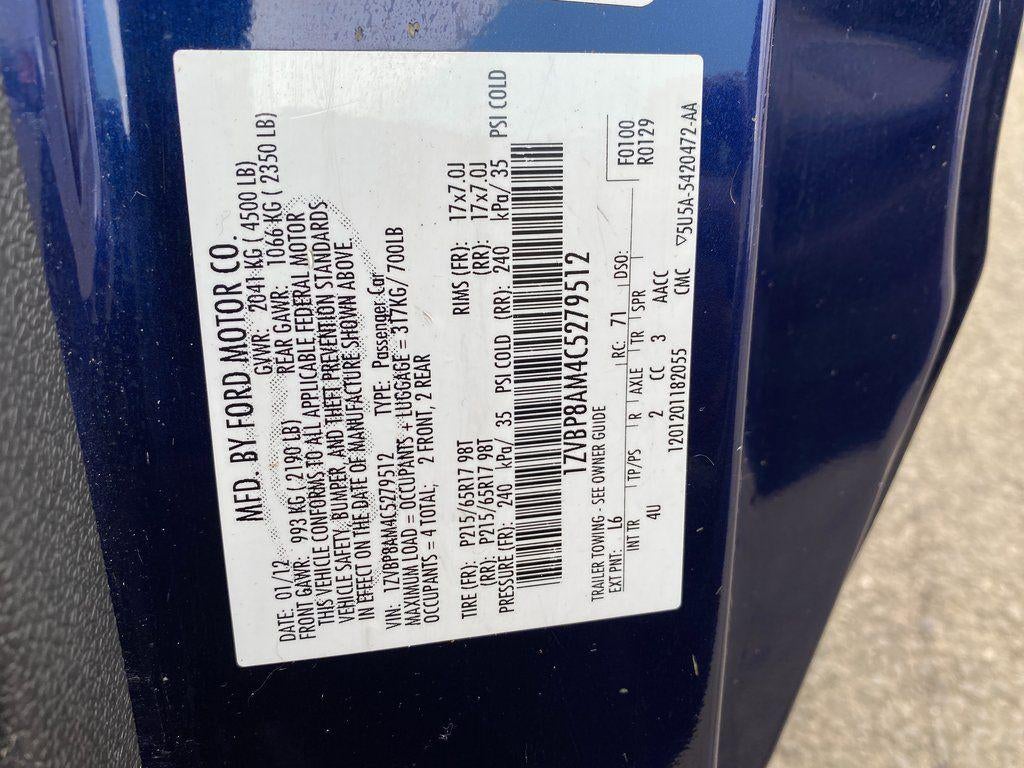 MFD. BY FORD MOTOR CO.
DATE: 01/12 GVWR: 2041 KG ( 4500 LB)
FRONT GAWR: 993 KG ( 2190 LB) REAR GAWR: 1066 KG ( 2350 LB)
THIS VEHICLE CONFORMS TO ALL APPLICABLE FEDERAL MOTOR
VEHICLE SAFETY, BUMPER, AND THEFT PREVENTION STANDARDS
IN EFFECT ON THE DATE OF MANUFACTURE SHOWN ABOVE.
VIN: 1ZVBP8AM4C5279512 TYPE: Passenger Car
MAXIMUM LOAD = OCCUPANTS + LUGGAGE = 317KG/ 700LB
OCCUPANTS = 4 TOTAL, 2 FRONT, 2 REAR
TIRE (FR): P215/65R17 98T RIMS (FR): 17x7.0J
(RR): P215/65R17 98T (RR): 17x7.0J
PRESSURE (FR): 240 kPa/ 35 PSI COLD (RR): 240 kPa/ 35 PSI COLD
1ZVBP8AM4C5279512
TRAILER TOWING - SEE OWNER GUIDE F0100
EXT PNT: L6 RC: 71 DSO: R0129
INT TR TP/PS R AXLE TR SPR
4U 2 CC 3 AACC
120120118 2055 CMC ▽5U5A-5420472-AA